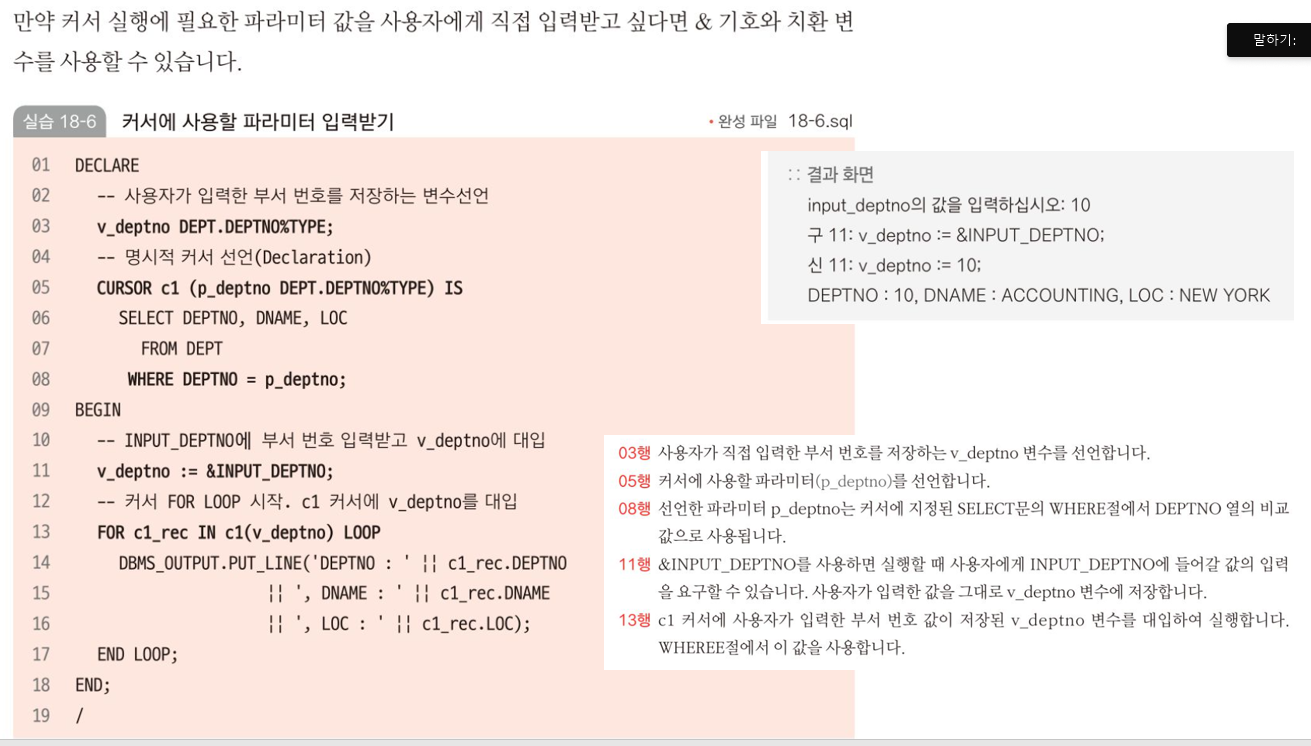 만약 커서 실행에 필요한 파라미터 값을 사용자에게 직접 입력받고 싶다면 & 기호와 치환 변
수를 사용할 수 있습니다.
말하기:
실습 18-6 커서에 사용할 파라미터 입력받기 • 완성 파일 18-6.sql
01 DECLARE
02 -- 사용자가 입력한 부서 번호를 저장하는 변수선언
03 v_deptno DEPT.DEPTNO%TYPE;
04 -- 명시적 커서 선언(Declaration)
05 CURSOR c1 (p_deptno DEPT.DEPTNO%TYPE) IS
06 SELECT DEPTNO, DNAME, LOC
07 FROM DEPT
08 WHERE DEPTNO = p_deptno;
09 BEGIN
10 -- INPUT_DEPTNO에 부서 번호 입력받고 v_deptno에 대입
11 v_deptno := &INPUT_DEPTNO;
12 -- 커서 FOR LOOP 시작. c1 커서에 v_deptno를 대입
13 FOR c1_rec IN c1(v_deptno) LOOP
14 DBMS_OUTPUT.PUT_LINE('DEPTNO : ' || c1_rec.DEPTNO
15 || ', DNAME : ' || c1_rec.DNAME
16 || ', LOC : ' || c1_rec.LOC);
17 END LOOP;
18 END;
19 /
:: 결과 화면
input_deptno의 값을 입력하십시오: 10
구 11: v_deptno := &INPUT_DEPTNO;
신 11: v_deptno := 10;
DEPTNO : 10, DNAME : ACCOUNTING, LOC : NEW YORK
03행 사용자가 직접 입력한 부서 번호를 저장하는 v_deptno 변수를 선언합니다.
05행 커서에 사용할 파라미터(p_deptno)를 선언합니다.
08행 선언한 파라미터 p_deptno는 커서에 지정된 SELECT문의 WHERE절에서 DEPTNO 열의 비교
값으로 사용됩니다.
11행 &INPUT_DEPTNO를 사용하면 실행할 때 사용자에게 INPUT_DEPTNO에 들어갈 값의 입력
을 요구할 수 있습니다. 사용자가 입력한 값을 그대로 v_deptno 변수에 저장합니다.
13행 c1 커서에 사용자가 입력한 부서 번호 값이 저장된 v_deptno 변수를 대입하여 실행합니다.
WHEREE절에서 이 값을 사용합니다.